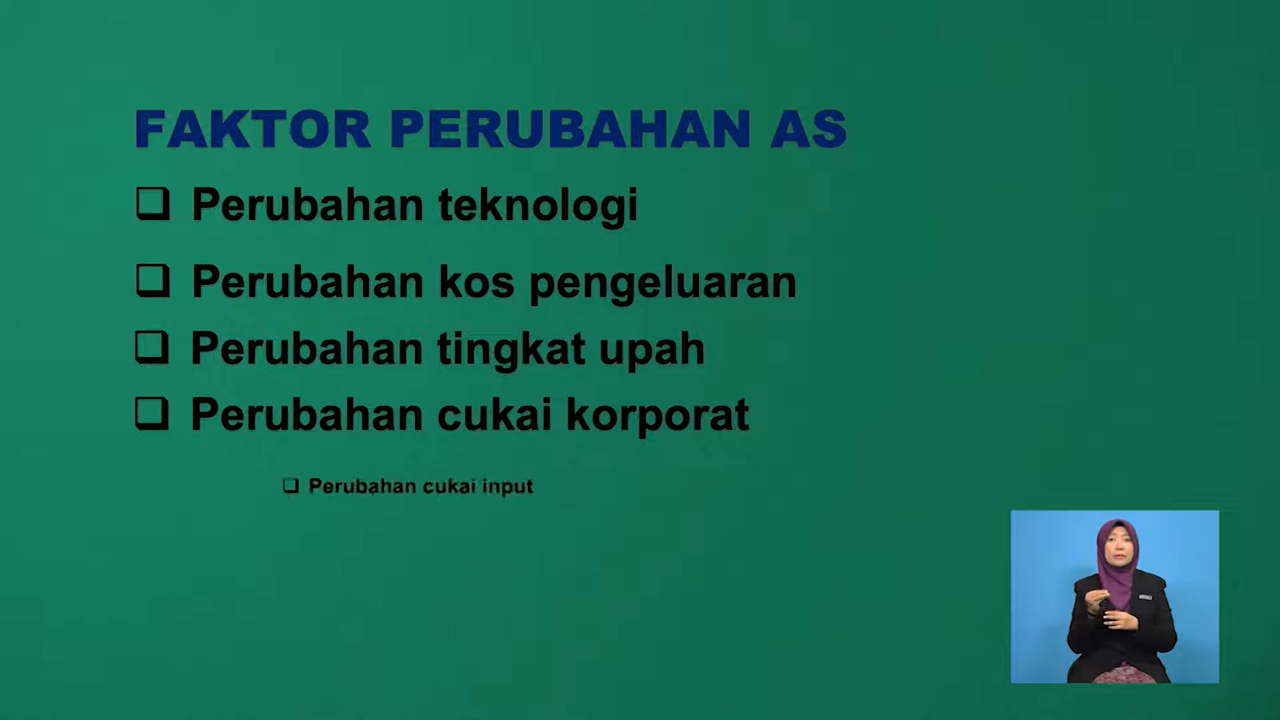 FAKTOR PERUBAHAN AS
❑ Perubahan teknologi
❑ Perubahan kos pengeluaran
❑ Perubahan tingkat upah
❑ Perubahan cukai korporat
❑ Perubahan cukai input